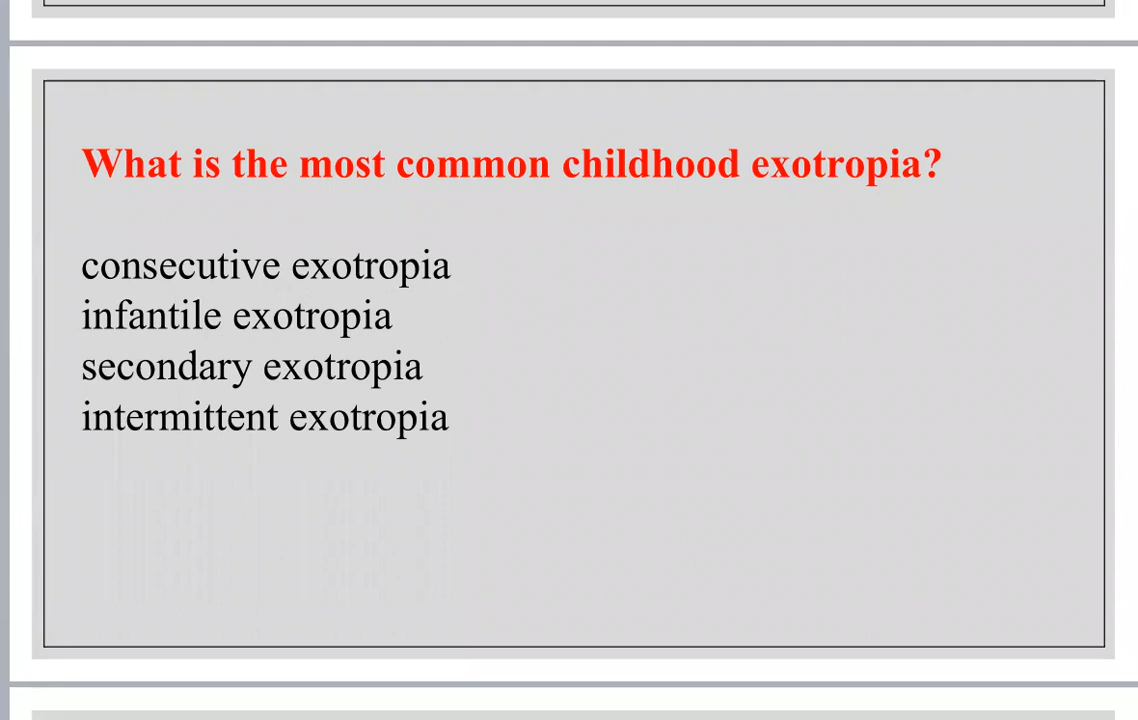 What is the most common childhood exotropia?
consecutive exotropia
infantile exotropia
secondary exotropia
intermittent exotropia